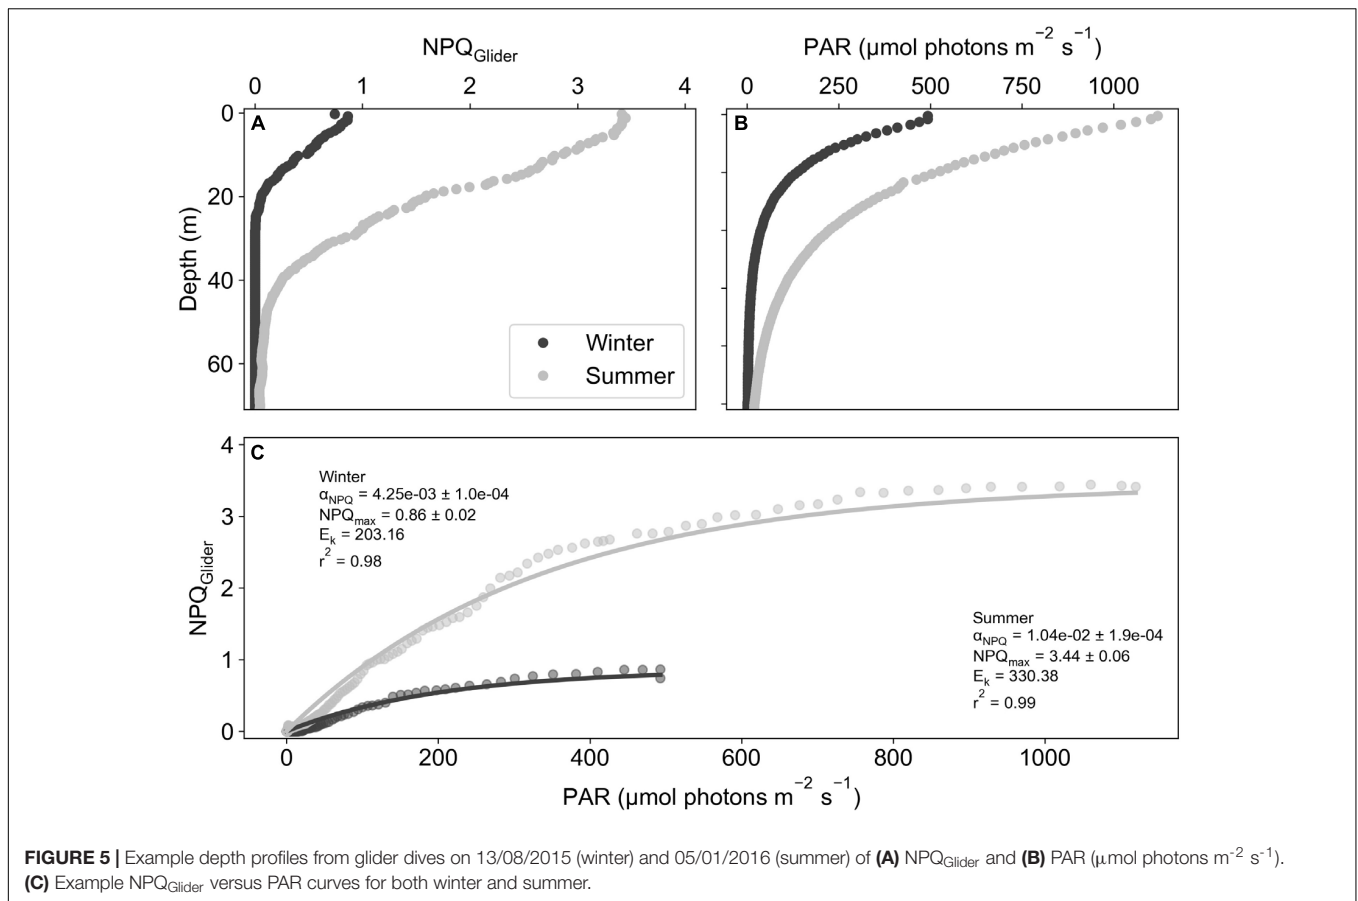 NPQGlider
PAR (µmol photons m−2 s−1)
0 1 2 3 4
0 250 500 750 1000
A
B
0
20
40
60
Depth (m)
Winter
Summer
C
4
3
2
1
0
NPQGlider
Winter
αNPQ = 4.25e-03 ± 1.0e-04
NPQmax = 0.86 ± 0.02
Ek = 203.16
r2 = 0.98
Summer
αNPQ = 1.04e-02 ± 1.9e-04
NPQmax = 3.44 ± 0.06
Ek = 330.38
r2 = 0.99
0 200 400 600 800 1000
PAR (µmol photons m−2 s−1)
FIGURE 5 | Example depth profiles from glider dives on 13/08/2015 (winter) and 05/01/2016 (summer) of (A) NPQGlider and (B) PAR (µmol photons m-2 s-1).
(C) Example NPQGlider versus PAR curves for both winter and summer.